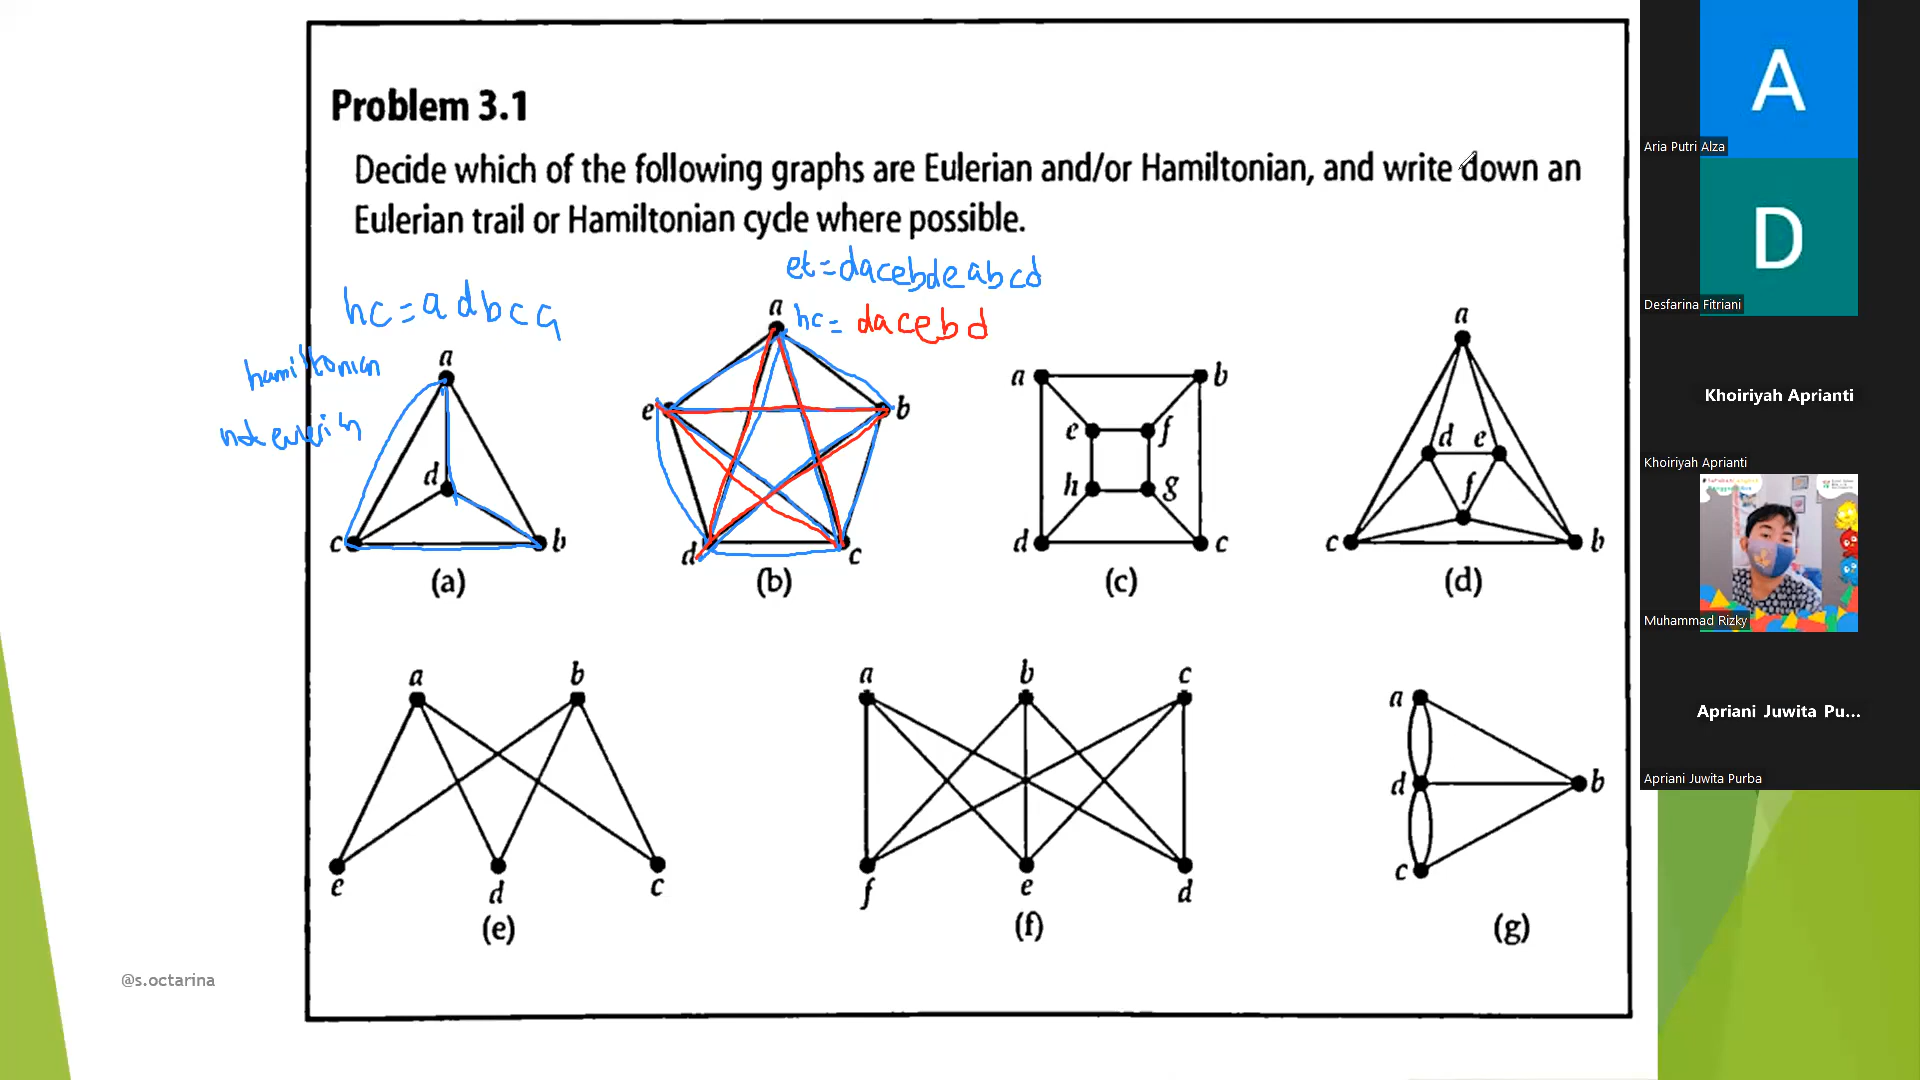 Problem 3.1
Decide which of the following graphs are Eulerian and/or Hamiltonian, and write down an
Eulerian trail or Hamiltonian cycle where possible.
et = dacebdeabcd
hc = dacebd
hc = adbca
hamiltonian
a
d
c
b
(a)
a
e
b
d
c
(b)
a
b
e
f
h
g
d
c
(c)
a
d
e
f
c
b
(d)
a
b
e
d
c
(e)
a
b
c
f
e
d
(f)
a
d
b
c
(g)
@s.octarina
A
Aria Putri Alza
D
Desfarina Fitriani
Khoiriyah Aprianti
Khoiriyah Aprianti
Muhammad Rizky
Apriani Juwita Pu...
Apriani Juwita Purba